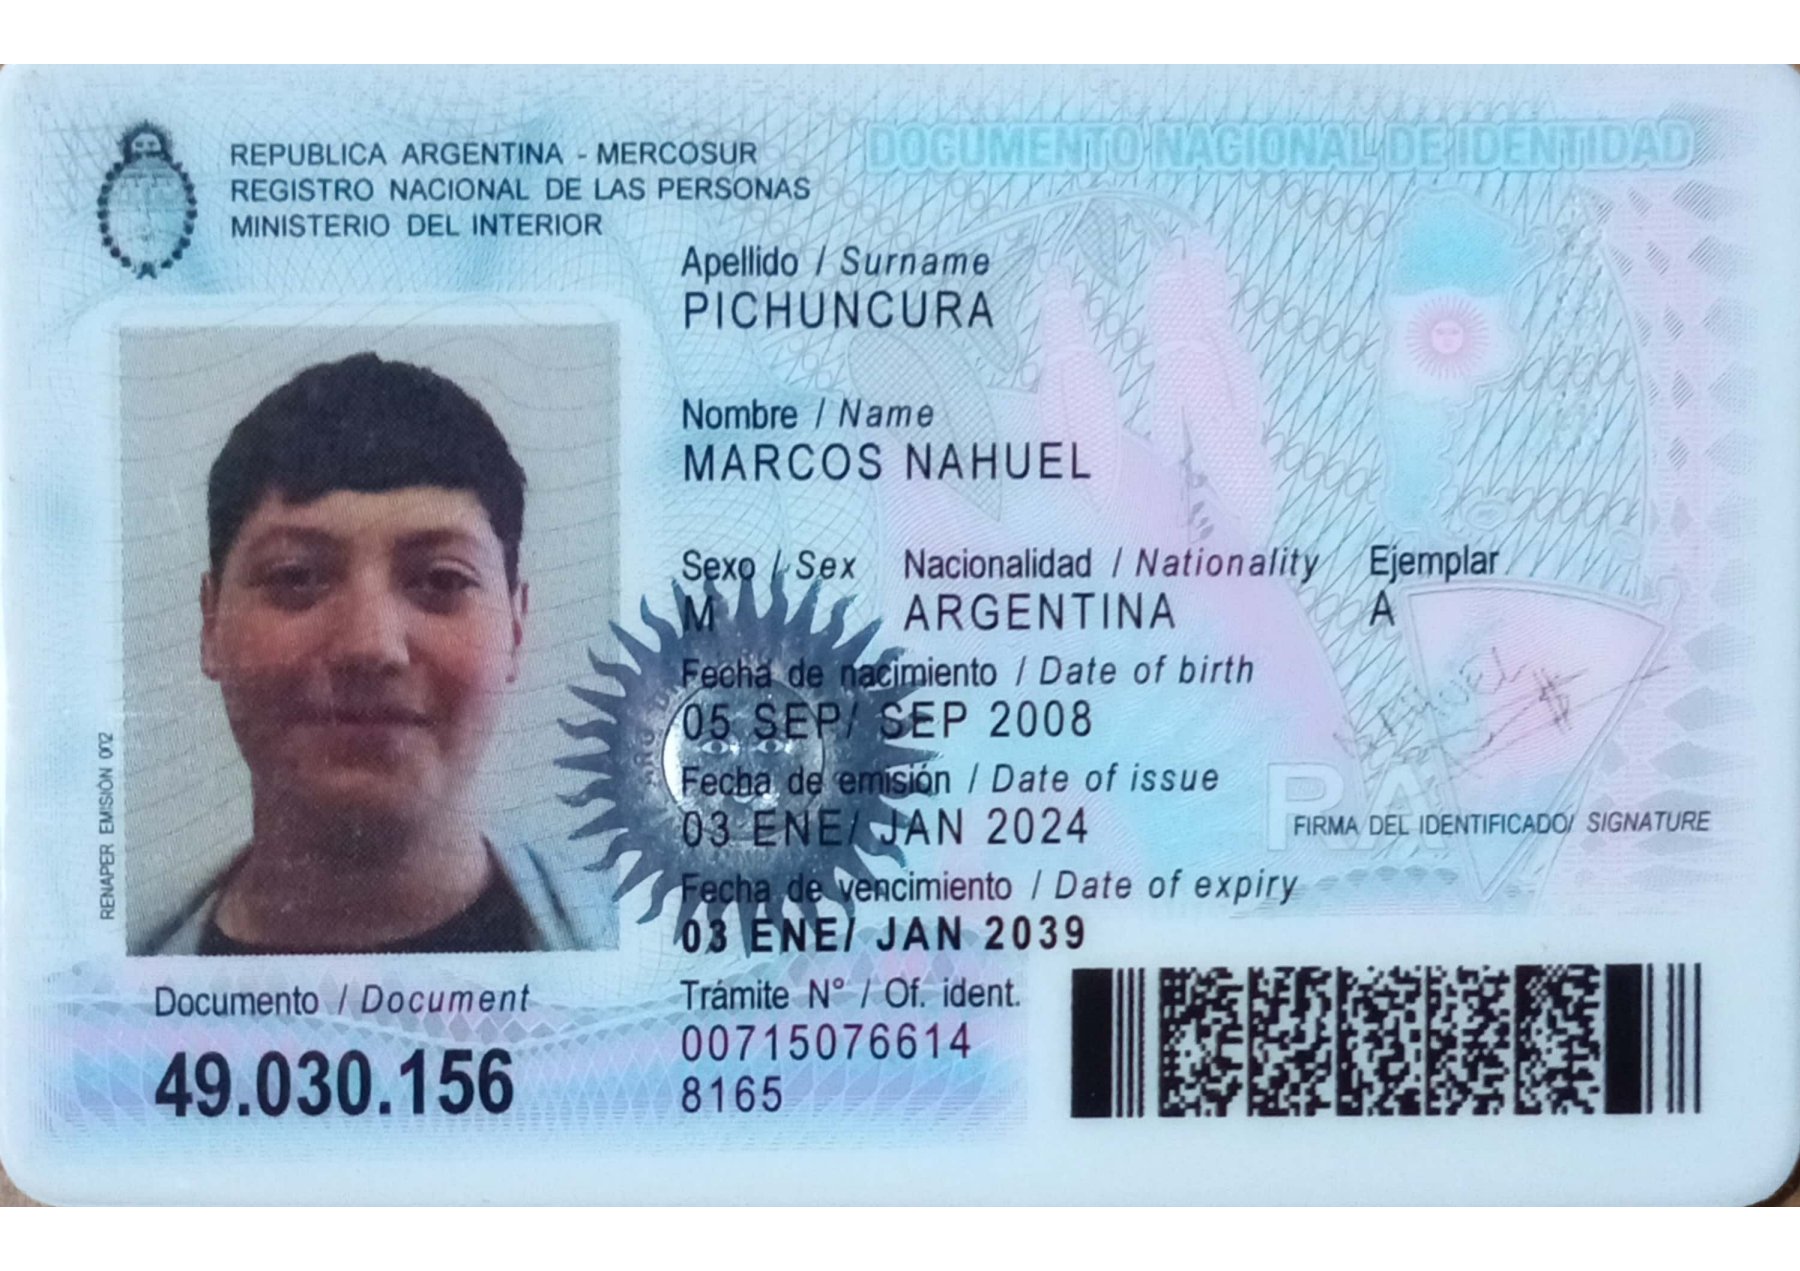 REPUBLICA ARGENTINA - MERCOSUR
REGISTRO NACIONAL DE LAS PERSONAS
MINISTERIO DEL INTERIOR
DOCUMENTO NACIONAL DE IDENTIDAD
Apellido / Surname
PICHUNCURA
Nombre / Name
MARCOS NAHUEL
Sexo / Sex Nacionalidad / Nationality Ejemplar
M ARGENTINA A
Fecha de nacimiento / Date of birth
05 SEP/ SEP 2008
Fecha de emisión / Date of issue
03 ENE/ JAN 2024
Fecha de vencimiento / Date of expiry
03 ENE/ JAN 2039
RA
FIRMA DEL IDENTIFICADO/ SIGNATURE
RENAPER EMISIÓN 002
Documento / Document
49.030.156
Trámite N° / Of. ident.
00715076614
8165